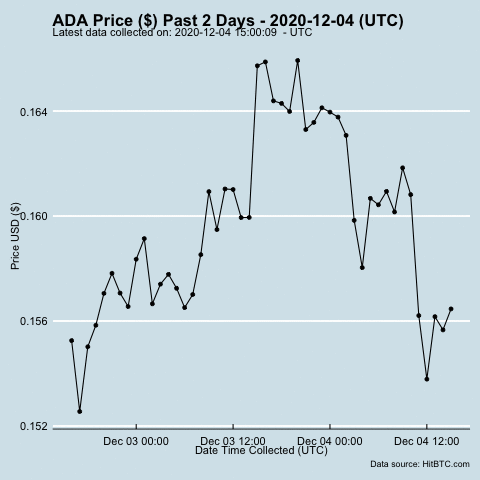 ADA Price ($) Past 2 Days - 2020-12-04 (UTC)
Latest data collected on: 2020-12-04 15:00:09 - UTC
Price USD ($)
0.164
0.160
0.156
0.152
Dec 03 00:00 Dec 03 12:00 Dec 04 00:00 Dec 04 12:00
Date Time Collected (UTC)
Data source: HitBTC.com